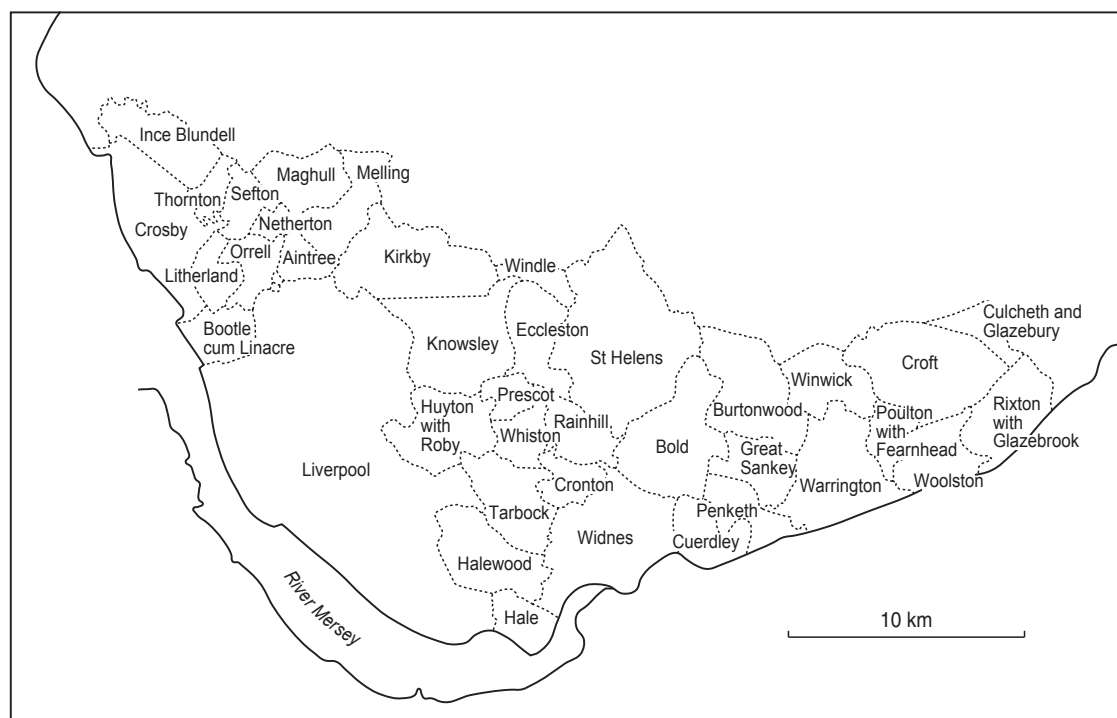 Ince Blundell
Maghull
Melling
Sefton
Thornton
Netherton
Crosby
Orrell
Aintree
Kirkby
Litherland
Windle
Bootle
cum Linacre
Eccleston
Knowsley
St Helens
Culcheth and
Glazebury
Croft
Winwick
Prescot
Huyton
with
Roby
Rainhill
Whiston
Burtonwood
Poulton
with
Fearnhead
Rixton
with
Glazebrook
Bold
Great
Sankey
Liverpool
Cronton
Warrington
Woolston
Tarbock
Penketh
Widnes
Cuerdley
Halewood
Hale
River Mersey
10 km